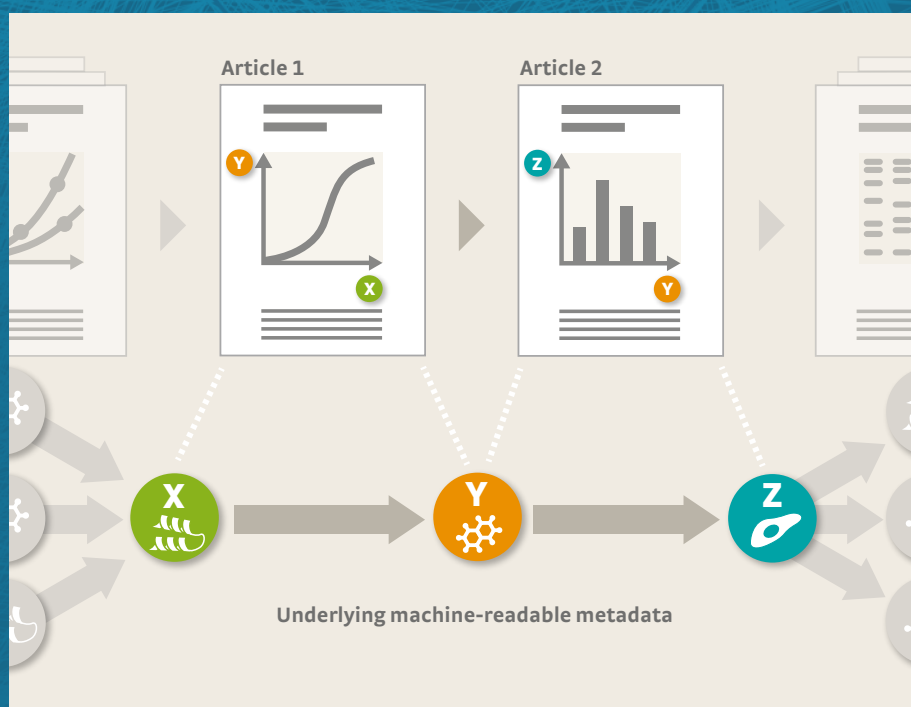 Article 1
Article 2
Y
Z
X
Y
X
Y
Z
Underlying machine-readable metadata